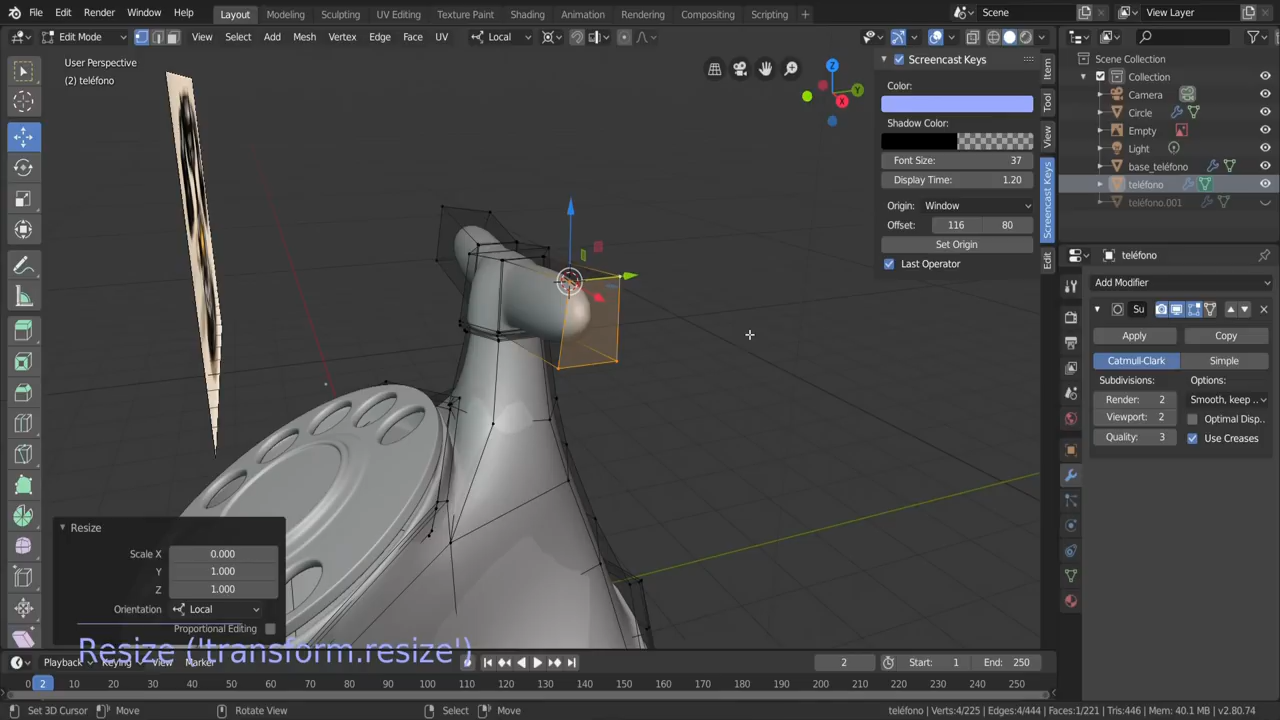 File Edit Render Window Help Layout Modeling Sculpting UV Editing Texture Paint Shading Animation Rendering Compositing Scripting + Scene View Layer
Edit Mode View Select Add Mesh Vertex Edge Face UV Local
User Perspective
(2) teléfono
Z
Y
X
Screencast Keys
Color:
Shadow Color:
Font Size: 37
Display Time: 1.20
Origin: Window
Offset: 116 80
Set Origin
Last Operator
Item
Tool
View
Screencast Keys
Edit
Scene Collection
Collection
Camera
Circle
Empty
Light
base_teléfono
teléfono
teléfono.001
teléfono
Add Modifier
Su
Apply Copy
Catmull-Clark Simple
Subdivisions: Options:
Render: 2 Smooth, keep ..
Viewport: 2 Optimal Disp..
Quality: 3 Use Creases
Resize
Scale X 0.000
Y 1.000
Z 1.000
Orientation Local
Proportional Editing
Resize ('transform.resize')
Playback Keying View Marker 2 Start: 1 End: 250
0 2 10 20 30 40 50 60 70 80 90 100 110 120 130 140 150 160 170 180 190 200 210 220 230 240 250
Set 3D Cursor Move Rotate View Select Move teléfono | Verts:4/225 | Edges:4/444 | Faces:1/221 | Tris:446 | Mem: 40.1 MB | v2.80.74